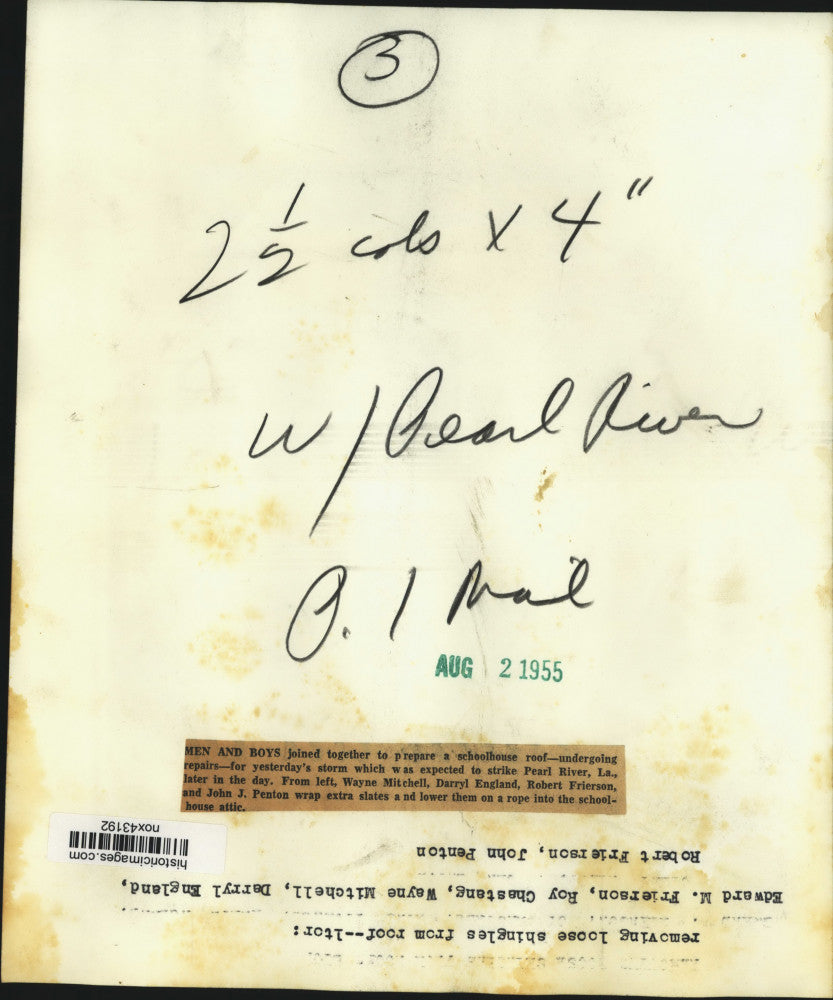 3
2 1/2 cols X 4"
w/ Pearl River
P. 1 Mail
AUG 2 1955
MEN AND BOYS joined together to prepare a schoolhouse roof—undergoing
repairs—for yesterday's storm which was expected to strike Pearl River, La.,
later in the day. From left, Wayne Mitchell, Darryl England, Robert Frierson,
and John J. Penton wrap extra slates and lower them on a rope into the school-
house attic.
removing loose shingles from roof--ltor:
Edward M. Frierson, Roy Chastang, Wayne Mitchell, Darryl England,
Robert Frierson, John Penton
historicimages.com
nox43192